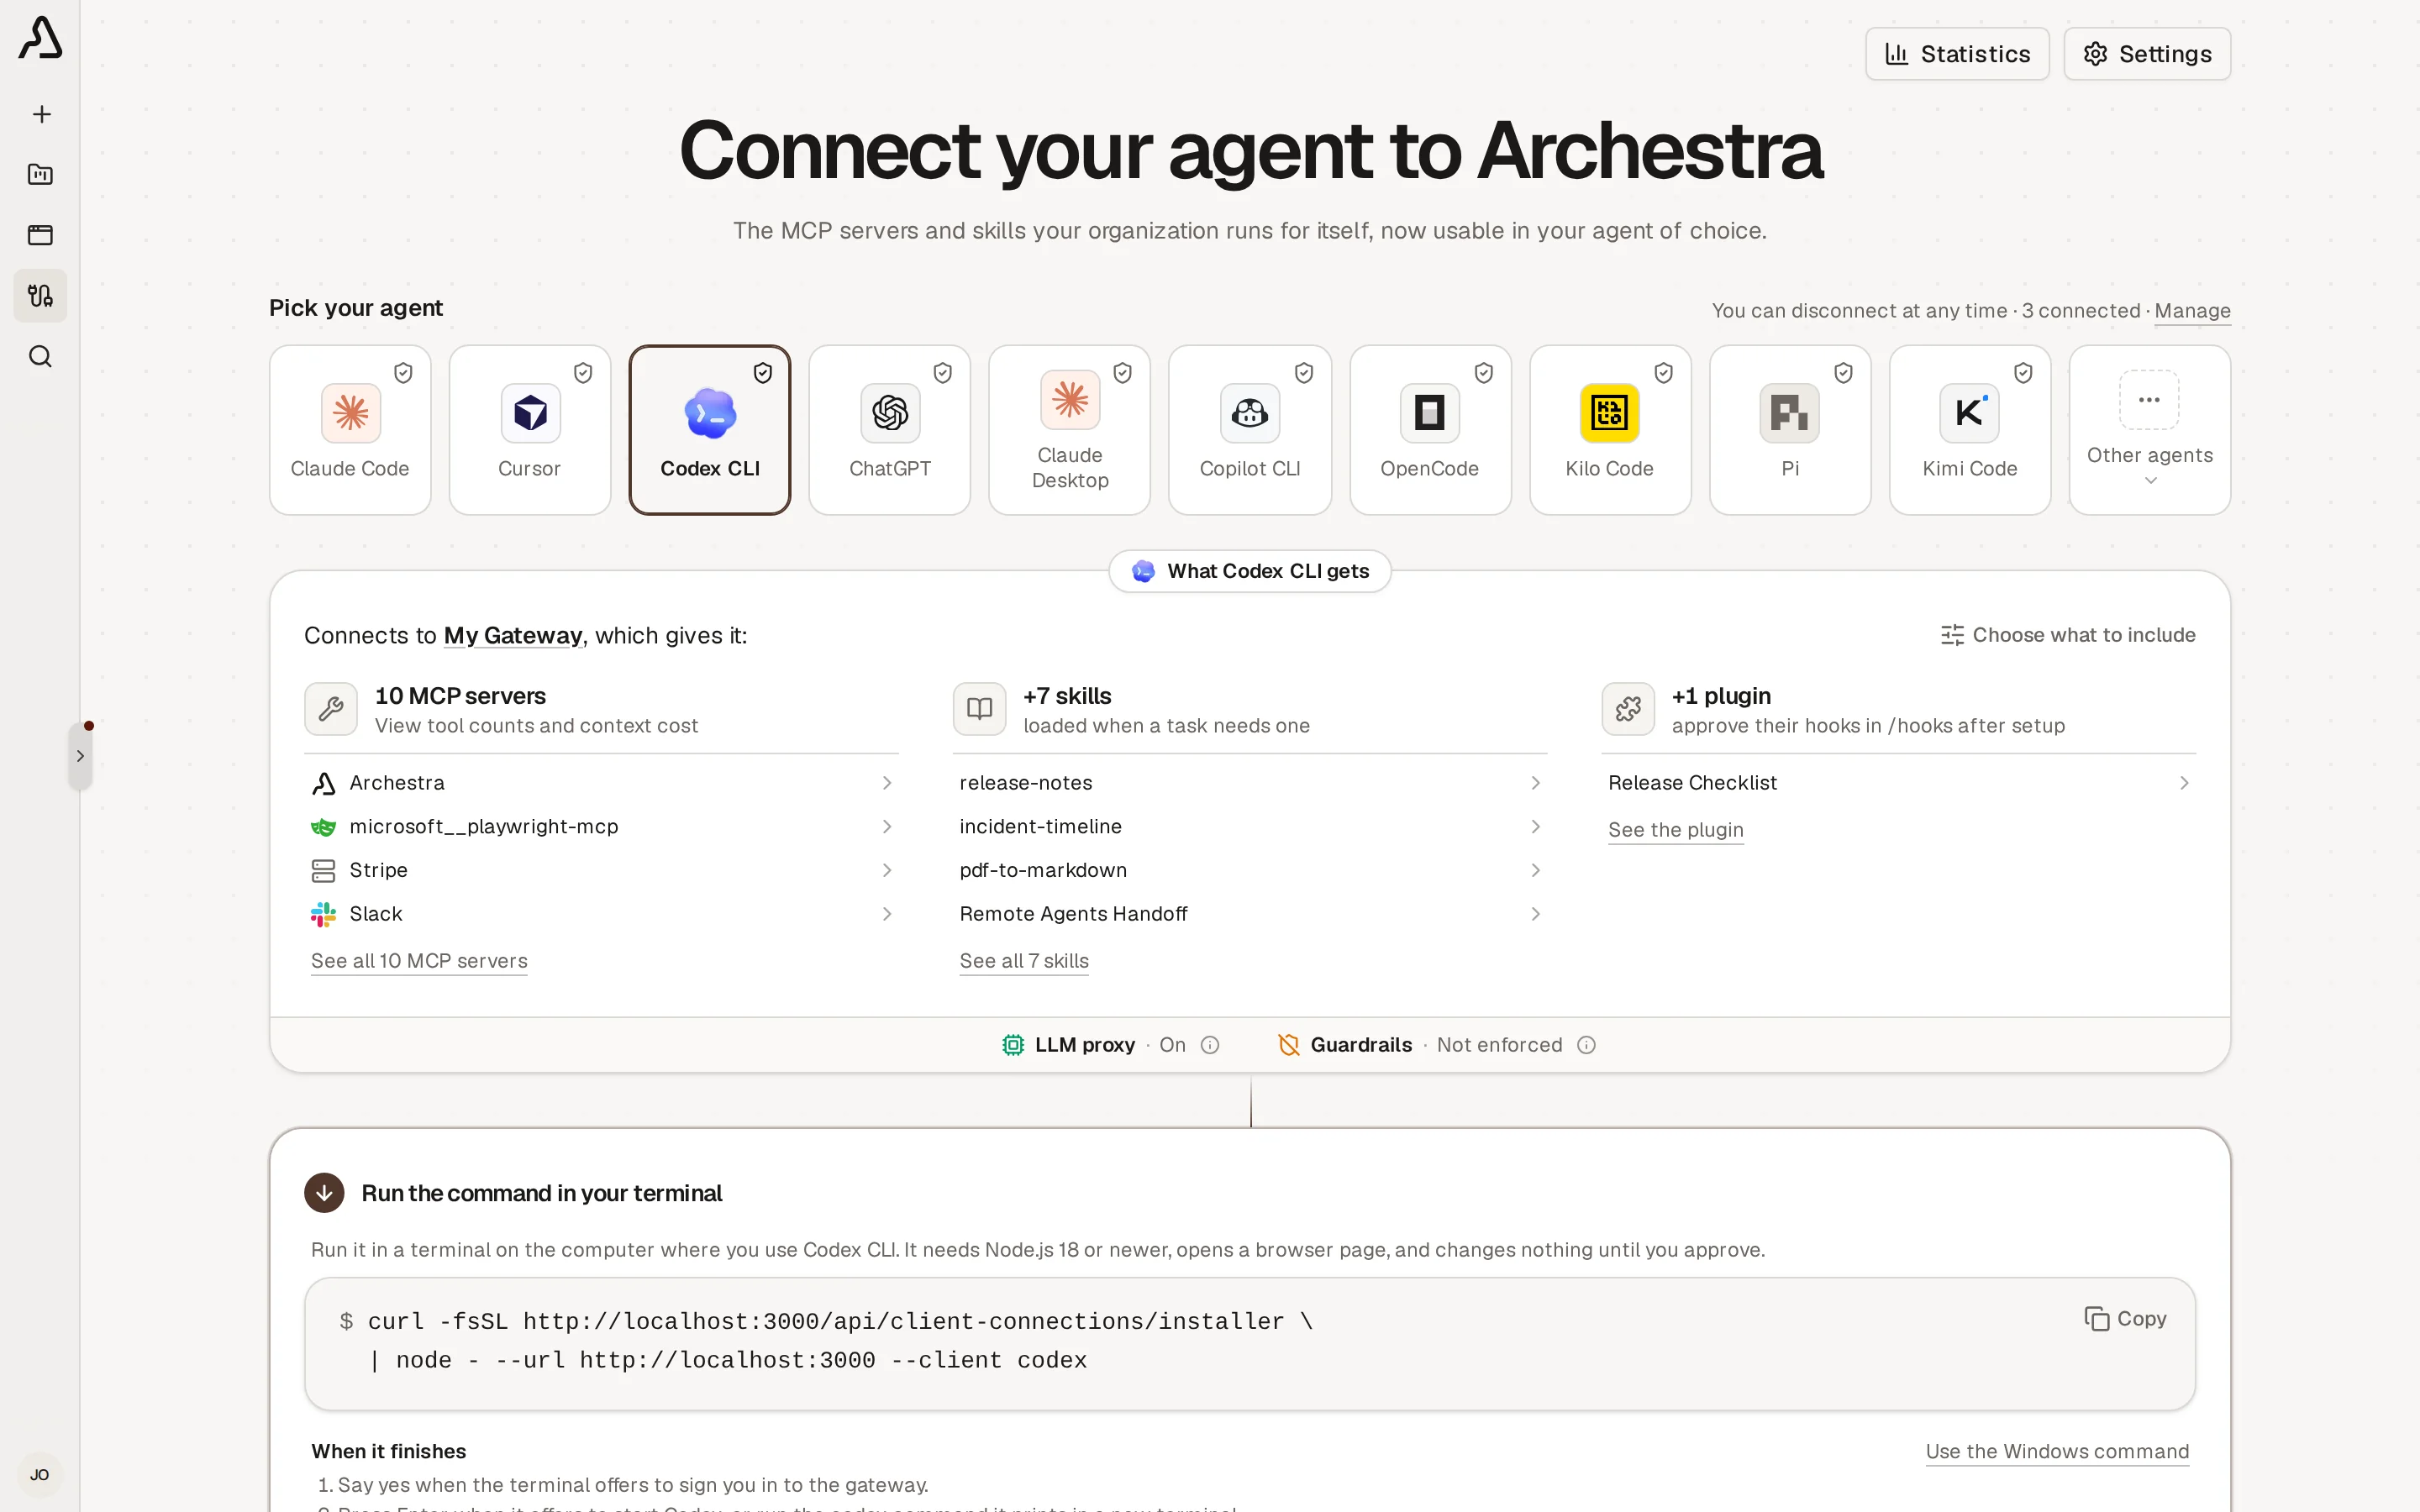 Statistics
Settings
Connect your agent to Archestra
The MCP servers and skills your organization runs for itself, now usable in your agent of choice.
Pick your agent
You can disconnect at any time · 3 connected · Manage
Claude Code
Cursor
Codex CLI
ChatGPT
Claude
Desktop
Copilot CLI
OpenCode
Kilo Code
Pi
Kimi Code
Other agents
What Codex CLI gets
Connects to My Gateway, which gives it:
Choose what to include
10 MCP servers
View tool counts and context cost
Archestra
microsoft__playwright-mcp
Stripe
Slack
See all 10 MCP servers
+7 skills
loaded when a task needs one
release-notes
incident-timeline
pdf-to-markdown
Remote Agents Handoff
See all 7 skills
+1 plugin
approve their hooks in /hooks after setup
Release Checklist
See the plugin
LLM proxy · On
Guardrails · Not enforced
Run the command in your terminal
Run it in a terminal on the computer where you use Codex CLI. It needs Node.js 18 or newer, opens a browser page, and changes nothing until you approve.
$ curl -fsSL http://localhost:3000/api/client-connections/installer \
| node - --url http://localhost:3000 --client codex
Copy
When it finishes
Use the Windows command
1. Say yes when the terminal offers to sign you in to the gateway.
JO